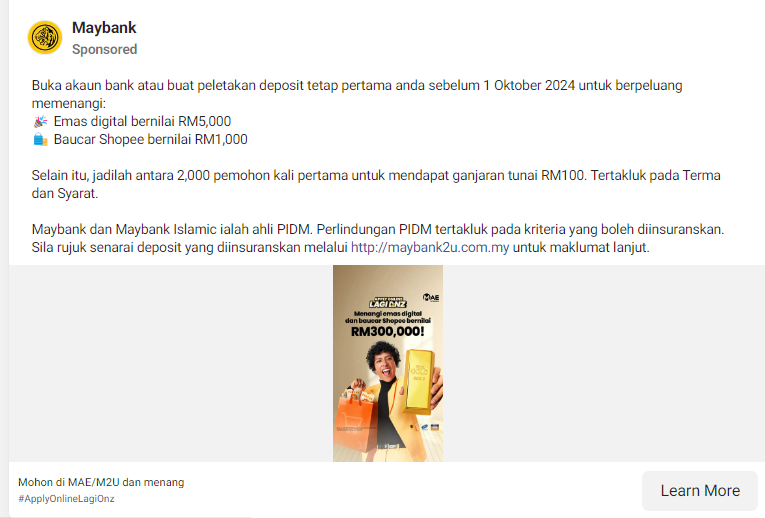 Maybank
Sponsored
Buka akaun bank atau buat peletakan deposit tetap pertama anda sebelum 1 Oktober 2024 untuk berpeluang
memenangi:
🎉 Emas digital bernilai RM5,000
🛍️ Baucar Shopee bernilai RM1,000
Selain itu, jadilah antara 2,000 pemohon kali pertama untuk mendapat ganjaran tunai RM100. Tertakluk pada Terma
dan Syarat.
Maybank dan Maybank Islamic ialah ahli PIDM. Perlindungan PIDM tertakluk pada kriteria yang boleh diinsuranskan.
Sila rujuk senarai deposit yang diinsuranskan melalui http://maybank2u.com.my untuk maklumat lanjut.
MAE
APPLY ONLINE
LAGI ONZ
Menangi emas digital
dan baucar Shopee bernilai
RM300,000!
GOLD
Mohon di MAE/M2U dan menang
#ApplyOnlineLagiOnz
Learn More